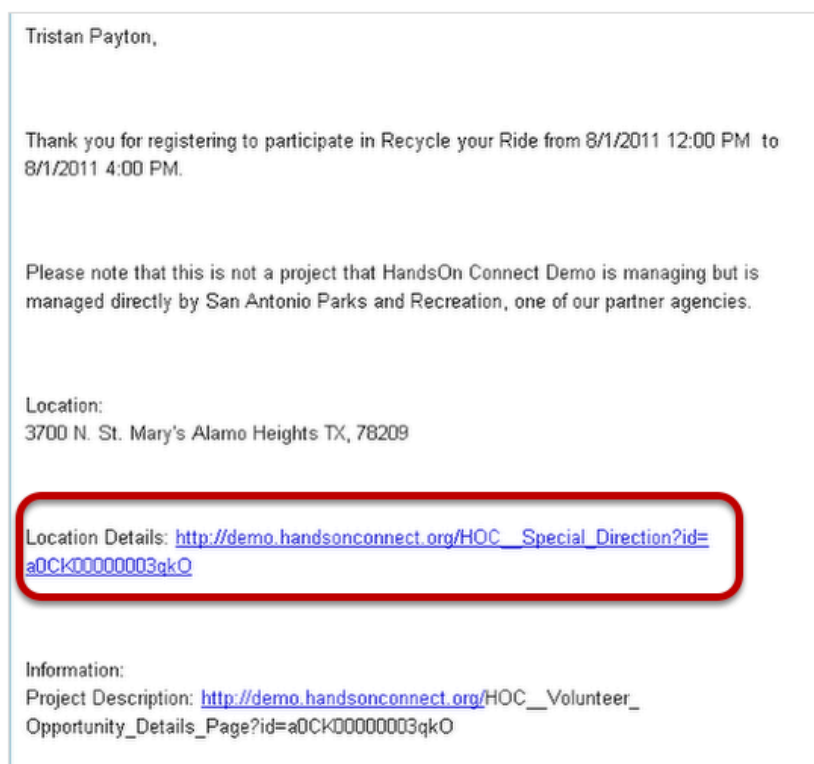 Tristan Payton,
Thank you for registering to participate in Recycle your Ride from 8/1/2011 12:00 PM  to
8/1/2011 4:00 PM.
Please note that this is not a project that HandsOn Connect Demo is managing but is
managed directly by San Antonio Parks and Recreation, one of our partner agencies.
Location:
3700 N. St. Mary's Alamo Heights TX, 78209
Location Details: http://demo.handsonconnect.org/HOC__Special_Direction?id=
a0CK00000003qkO
Information:
Project Description: http://demo.handsonconnect.org/HOC__Volunteer_
Opportunity_Details_Page?id=a0CK00000003qkO